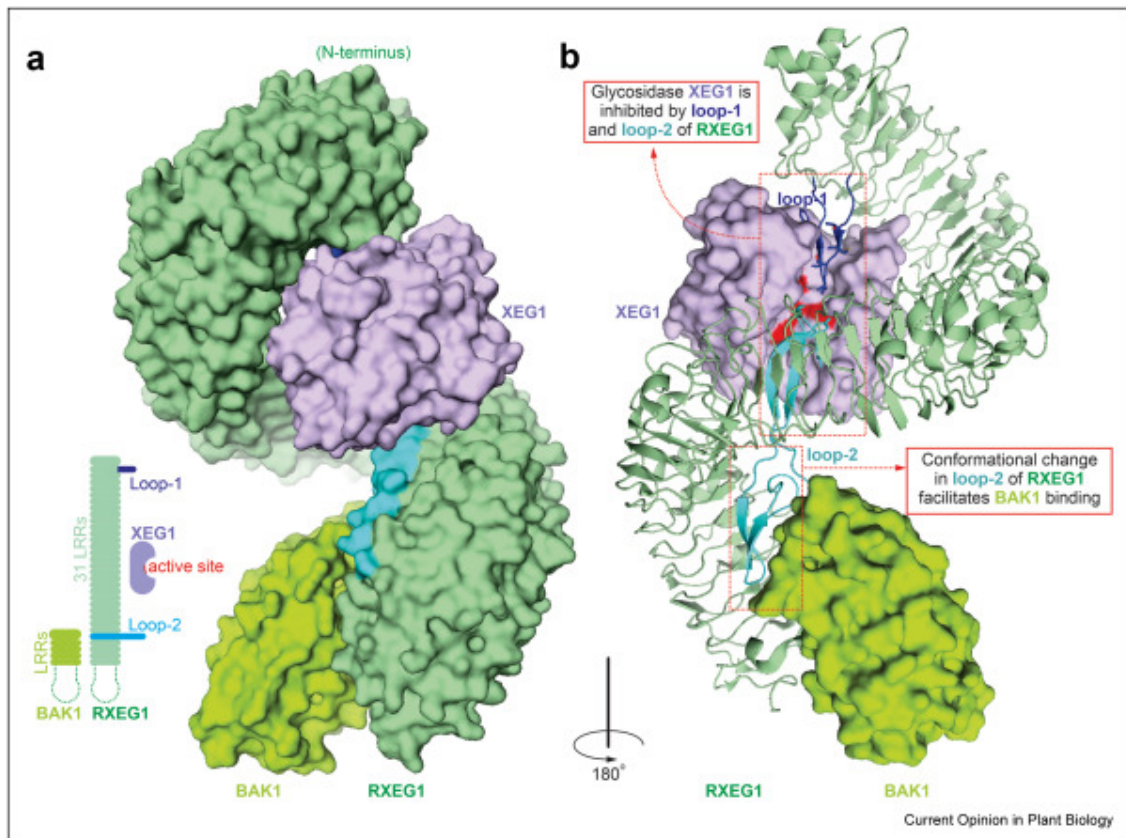 a
(N-terminus)
XEG1
Loop-1
XEG1
active site
31 LRRs
Loop-2
LRRs
BAK1 RXEG1
BAK1
RXEG1
b
Glycosidase XEG1 is
inhibited by loop-1
and loop-2 of RXEG1
loop-1
XEG1
loop-2
Conformational change
in loop-2 of RXEG1
facilitates BAK1 binding
180°
RXEG1
BAK1
Current Opinion in Plant Biology